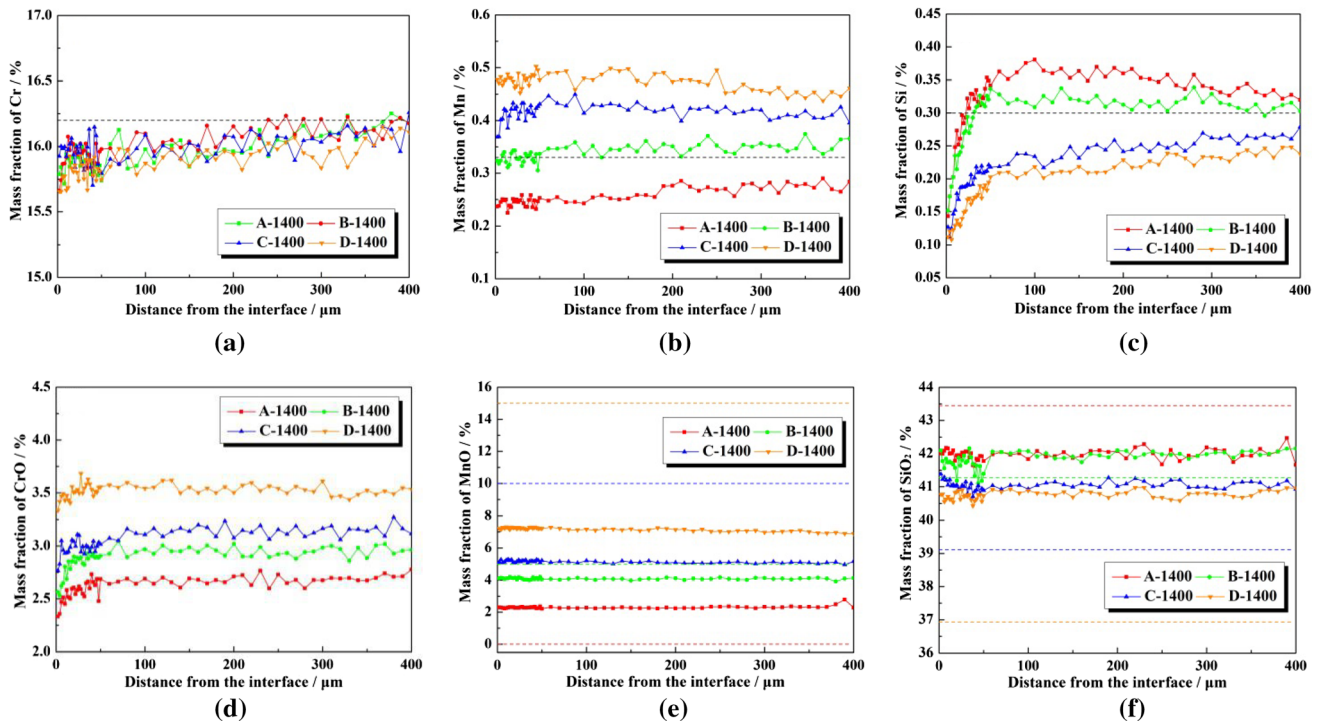 17.0
16.5
16.0
15.5
15.0
Mass fraction of Cr / %
A-1400 B-1400
C-1400 D-1400
0 100 200 300 400
Distance from the interface / μm
(a)
0.6
0.5
0.4
0.3
0.2
0.1
Mass fraction of Mn / %
A-1400 B-1400
C-1400 D-1400
0 100 200 300 400
Distance from the interface / μm
(b)
0.45
0.40
0.35
0.30
0.25
0.20
0.15
0.10
0.05
Mass fraction of Si / %
A-1400 B-1400
C-1400 D-1400
0 100 200 300 400
Distance from the interface / μm
(c)
4.5
4.0
3.5
3.0
2.5
2.0
Mass fraction of CrO / %
A-1400 B-1400
C-1400 D-1400
0 100 200 300 400
Distance from the interface / μm
(d)
16
14
12
10
8
6
4
2
0
Mass fraction of MnO / %
A-1400 B-1400
C-1400 D-1400
0 100 200 300 400
Distance from the interface / μm
(e)
44
43
42
41
40
39
38
37
36
Mass fraction of SiO₂ / %
A-1400 B-1400
C-1400 D-1400
0 100 200 300 400
Distance from the interface / μm
(f)